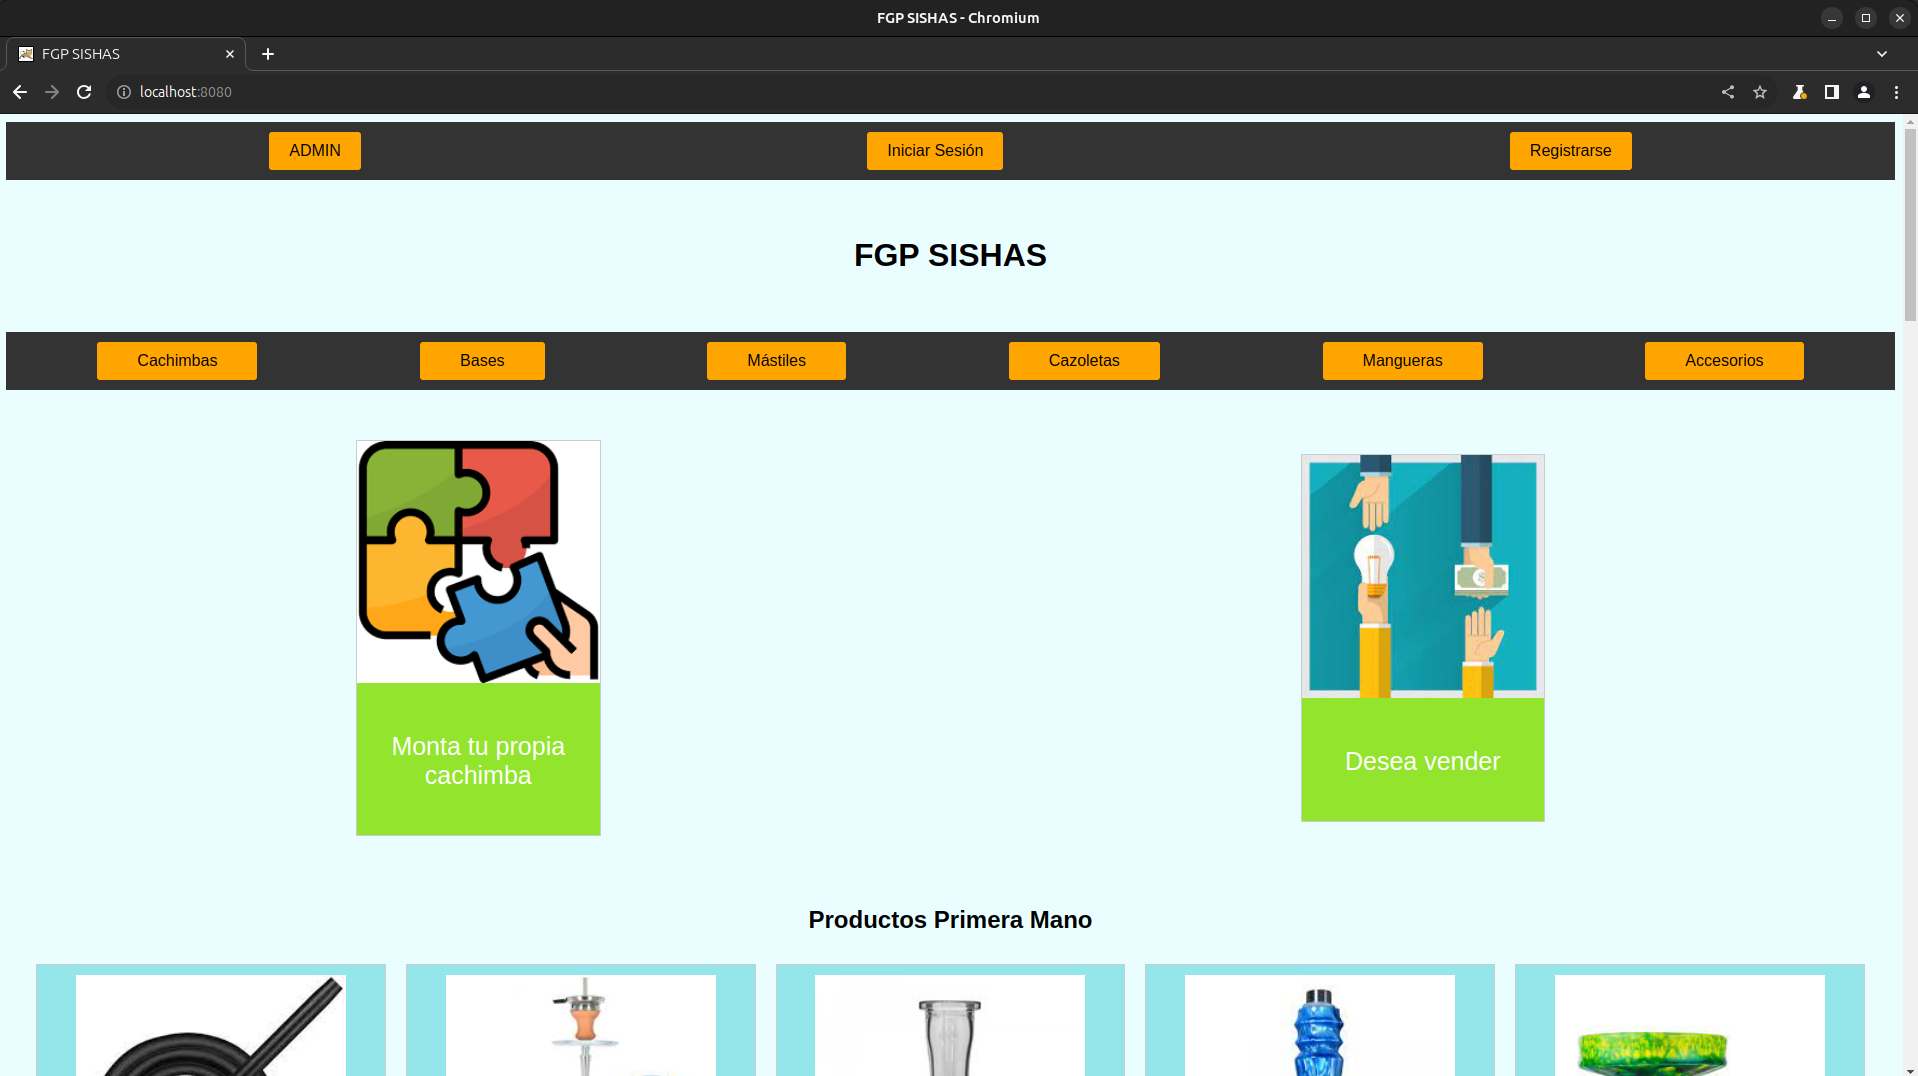 FGP SISHAS - Chromium
FGP SISHAS
localhost:8080
ADMIN
Iniciar Sesión
Registrarse
FGP SISHAS
Cachimbas
Bases
Mástiles
Cazoletas
Mangueras
Accesorios
Monta tu propia
cachimba
Desea vender
Productos Primera Mano